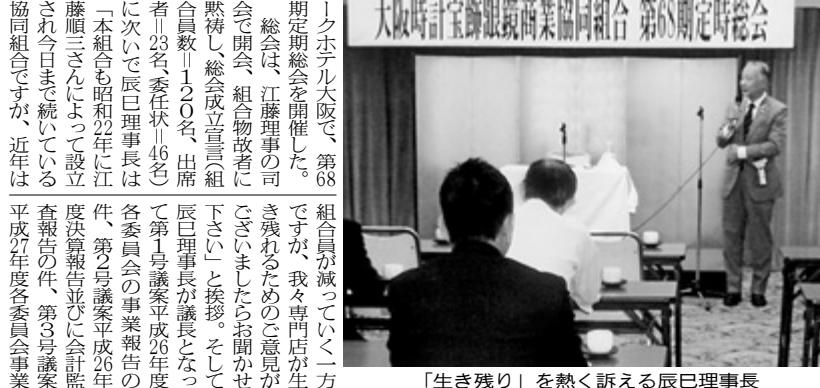 大阪時計宝飾眼鏡商業協同組合 第68期定時総会
ークホテル大阪で、第68
期定期総会を開催した。
総会は、江藤理事の司
会で開会、組合物故者に
黙祷し、総会成立宣言(組
合員数＝120名、出席
者＝23名、委任状＝46名)
に次いで辰巳理事長は
「本組合も昭和22年に江
藤順三さんによって設立
され今日まで続いている
協同組合ですが、近年は
組合員が減っていく一方
ですが、我々専門店が生
き残れるためのご意見が
ございましたらお聞かせ
下さい」と挨拶。そして
辰巳理事長が議長となっ
て第1号議案平成26年度
各委員会の事業報告の
件、第2号議案平成26年
度決算報告並びに会計監
査報告の件、第3号議案
平成27年度各委員会事業
「生き残り」を熱く訴える辰巳理事長